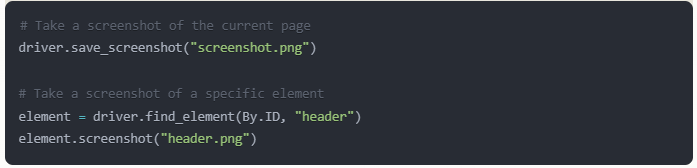 # Take a screenshot of the current page
driver.save_screenshot("screenshot.png")
# Take a screenshot of a specific element
element = driver.find_element(By.ID, "header")
element.screenshot("header.png")